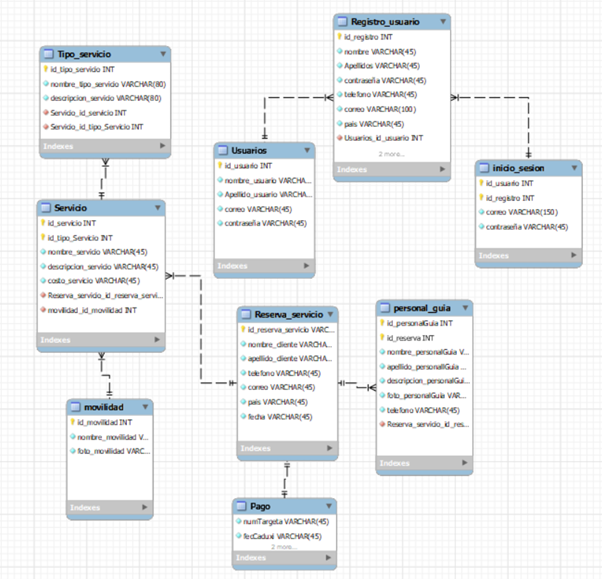 Tipo_servicio
id_tipo_servicio INT
nombre_tipo_servicio VARCHAR(80)
descripcion_servicio VARCHAR(80)
Servicio_id_servicio INT
Servicio_id_tipo_Servicio INT
Indexes
Registro_usuario
id_registro INT
nombre VARCHAR(45)
Apellidos VARCHAR(45)
contraseña VARCHAR(45)
telefono VARCHAR(45)
correo VARCHAR(100)
pais VARCHAR(45)
Usuarios_id_usuario INT
2 more...
Indexes
Usuarios
id_usuario INT
nombre_usuario VARCHA...
Apellido_usuario VARCHA...
correo VARCHAR(45)
contraseña VARCHAR(45)
Indexes
inicio_sesion
id_usuario INT
id_registro INT
correo VARCHAR(150)
contraseña VARCHAR(45)
Indexes
Servicio
id_servicio INT
id_tipo_Servicio INT
nombre_servicio VARCHAR(45)
descripcion_servicio VARCHAR(45)
costo_servicio VARCHAR(45)
Reserva_servicio_id_reserva_servi...
movilidad_id_movilidad INT
Indexes
Reserva_servicio
id_reserva_servicio VARC...
nombre_cliente VARCHA...
apellido_cliente VARCHA...
telefono VARCHAR(45)
correo VARCHAR(45)
pais VARCHAR(45)
fecha VARCHAR(45)
Indexes
personal_guia
id_personalGuia INT
id_reserva INT
nombre_personalGuia V...
apellido_personallGuia ...
descripcion_personalGui...
foto_personalGuia VAR...
telefono VARCHAR(45)
Reserva_servicio_id_res...
Indexes
movilidad
id_movilidad INT
nombre_movilidad V...
foto_movilidad VARC...
Indexes
Pago
numTargeta VARCHAR(45)
fecCaduxi VARCHAR(45)
2 more...
Indexes